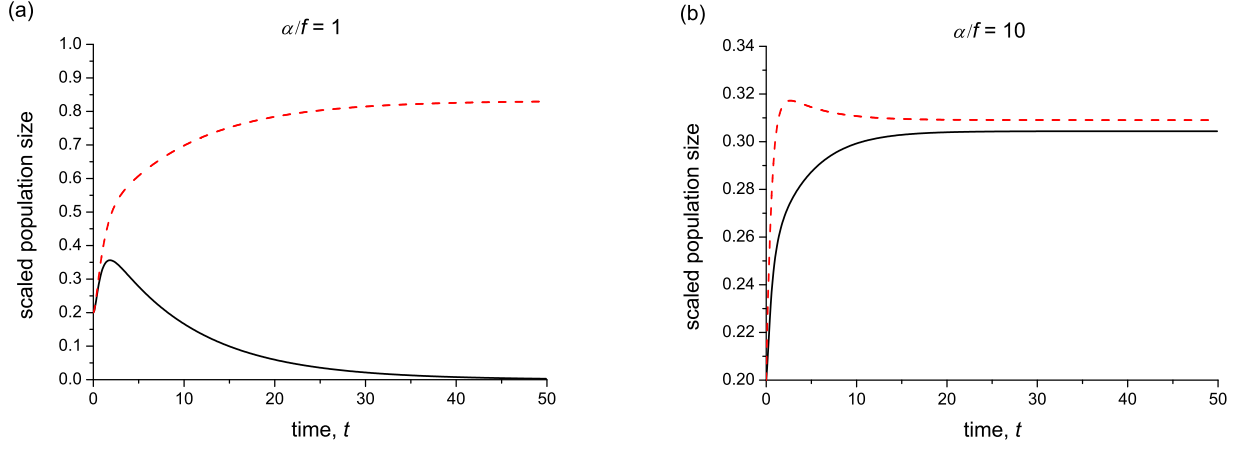 (a)
α/f = 1
scaled population size
1.0
0.9
0.8
0.7
0.6
0.5
0.4
0.3
0.2
0.1
0.0
0 10 20 30 40 50
time, t
(b)
α/f = 10
scaled population size
0.34
0.32
0.30
0.28
0.26
0.24
0.22
0.20
0 10 20 30 40 50
time, t